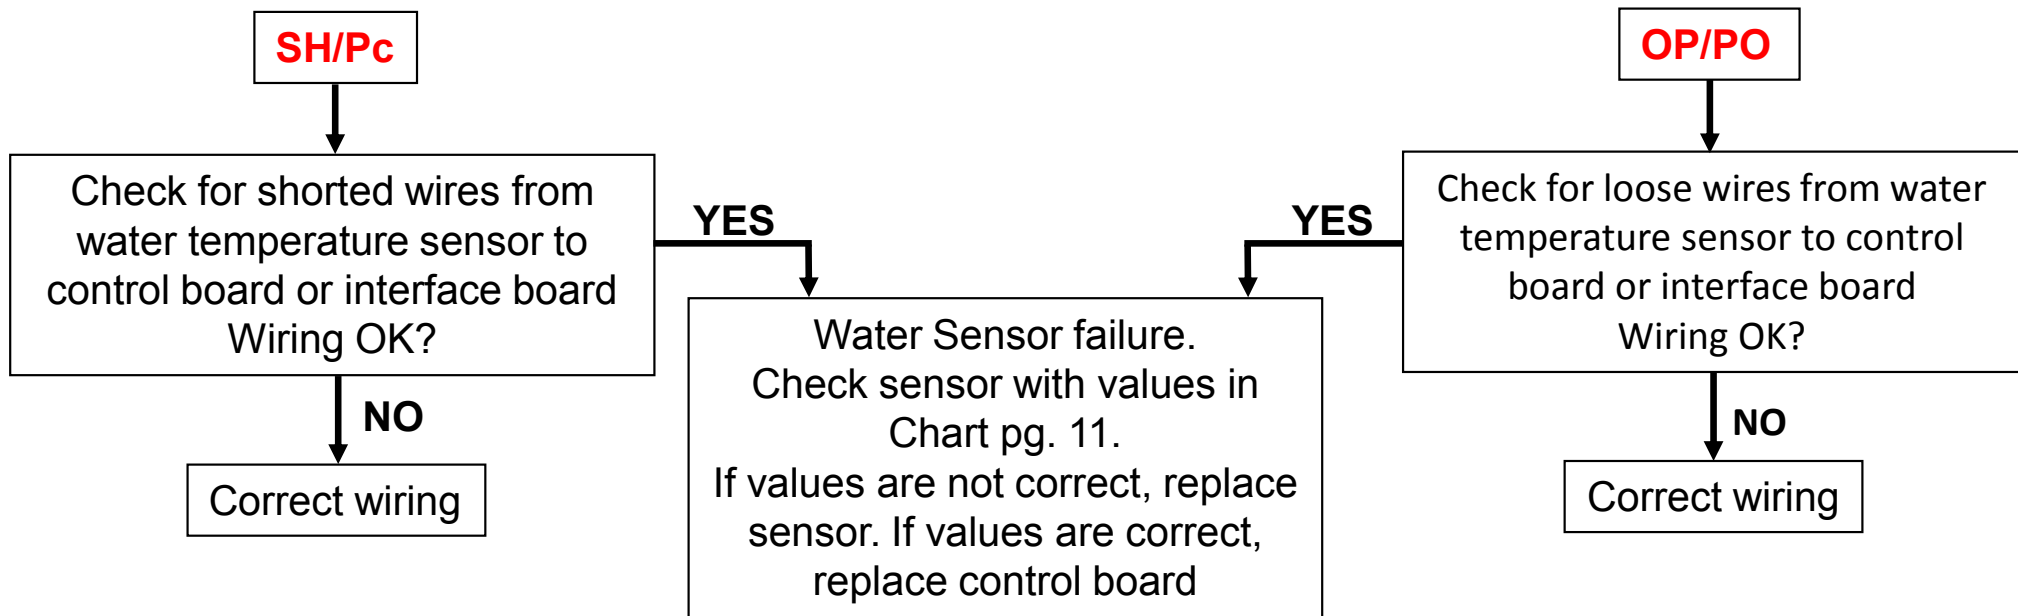 SH/Pc
Check for shorted wires from
water temperature sensor to
control board or interface board
Wiring OK?
YES
NO
Correct wiring
Water Sensor failure.
Check sensor with values in
Chart pg. 11.
If values are not correct, replace
sensor. If values are correct,
replace control board
OP/PO
Check for loose wires from water
temperature sensor to control
board or interface board
Wiring OK?
YES
NO
Correct wiring